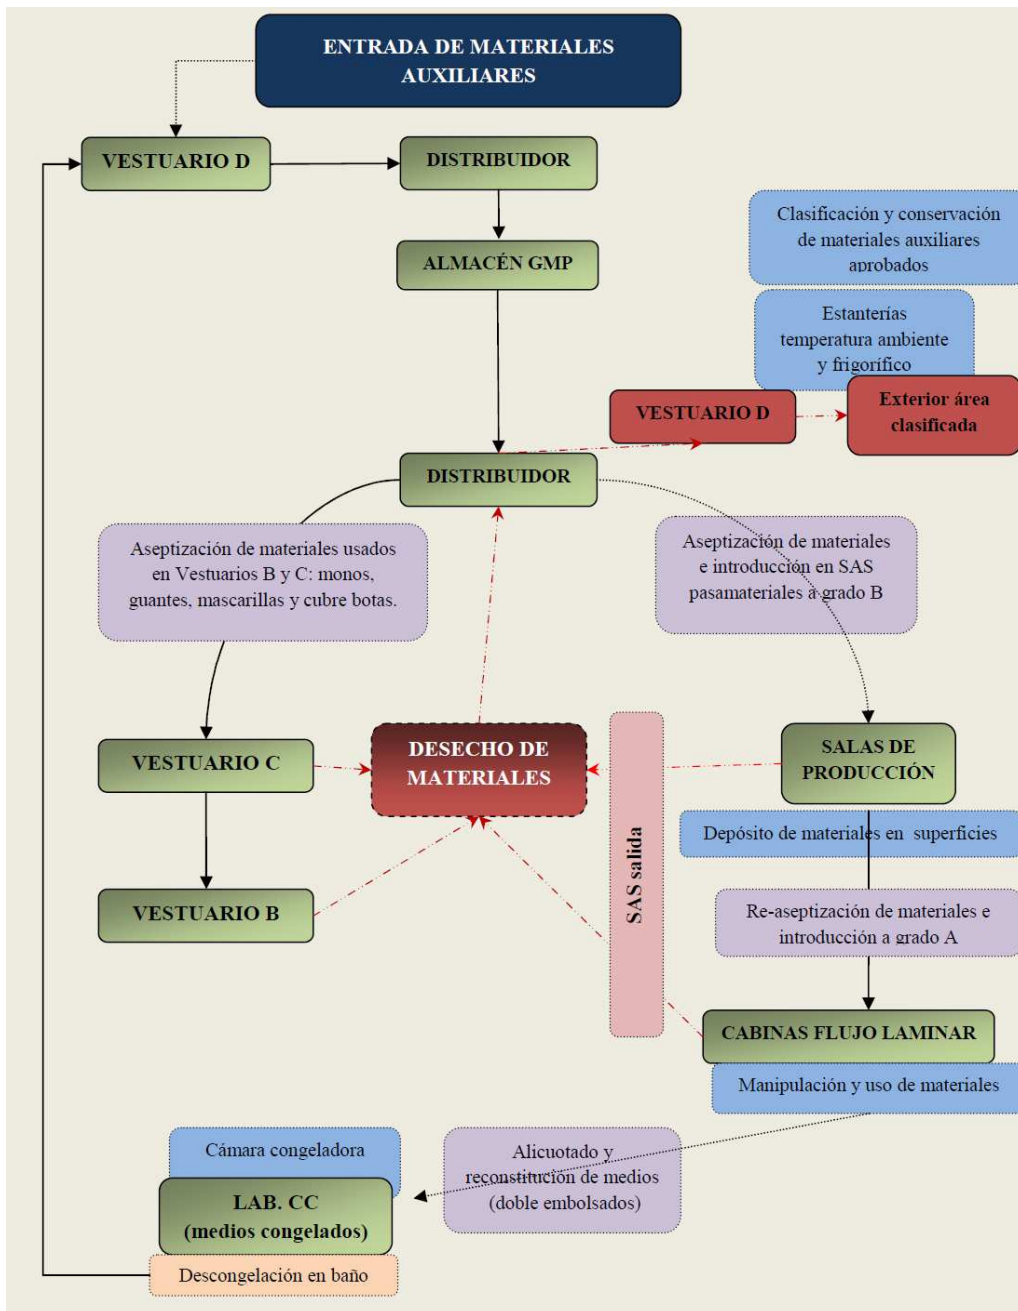 ENTRADA DE MATERIALES
AUXILIARES
VESTUARIO D
DISTRIBUIDOR
ALMACÉN GMP
Clasificación y conservación
de materiales auxiliares
aprobados
Estanterías
temperatura ambiente
y frigorífico
VESTUARIO D
Exterior área
clasificada
DISTRIBUIDOR
Aseptización de materiales usados
en Vestuarios B y C: monos,
guantes, mascarillas y cubre botas.
Aseptización de materiales
e introducción en SAS
pasamateriales a grado B
VESTUARIO C
DESECHO DE
MATERIALES
SAS salida
SALAS DE
PRODUCCIÓN
Depósito de materiales en superficies
VESTUARIO B
Re-aseptización de materiales e
introducción a grado A
CABINAS FLUJO LAMINAR
Manipulación y uso de materiales
Cámara congeladora
Alicuotado y
reconstitución de medios
(doble embolsados)
LAB. CC
(medios congelados)
Descongelación en baño